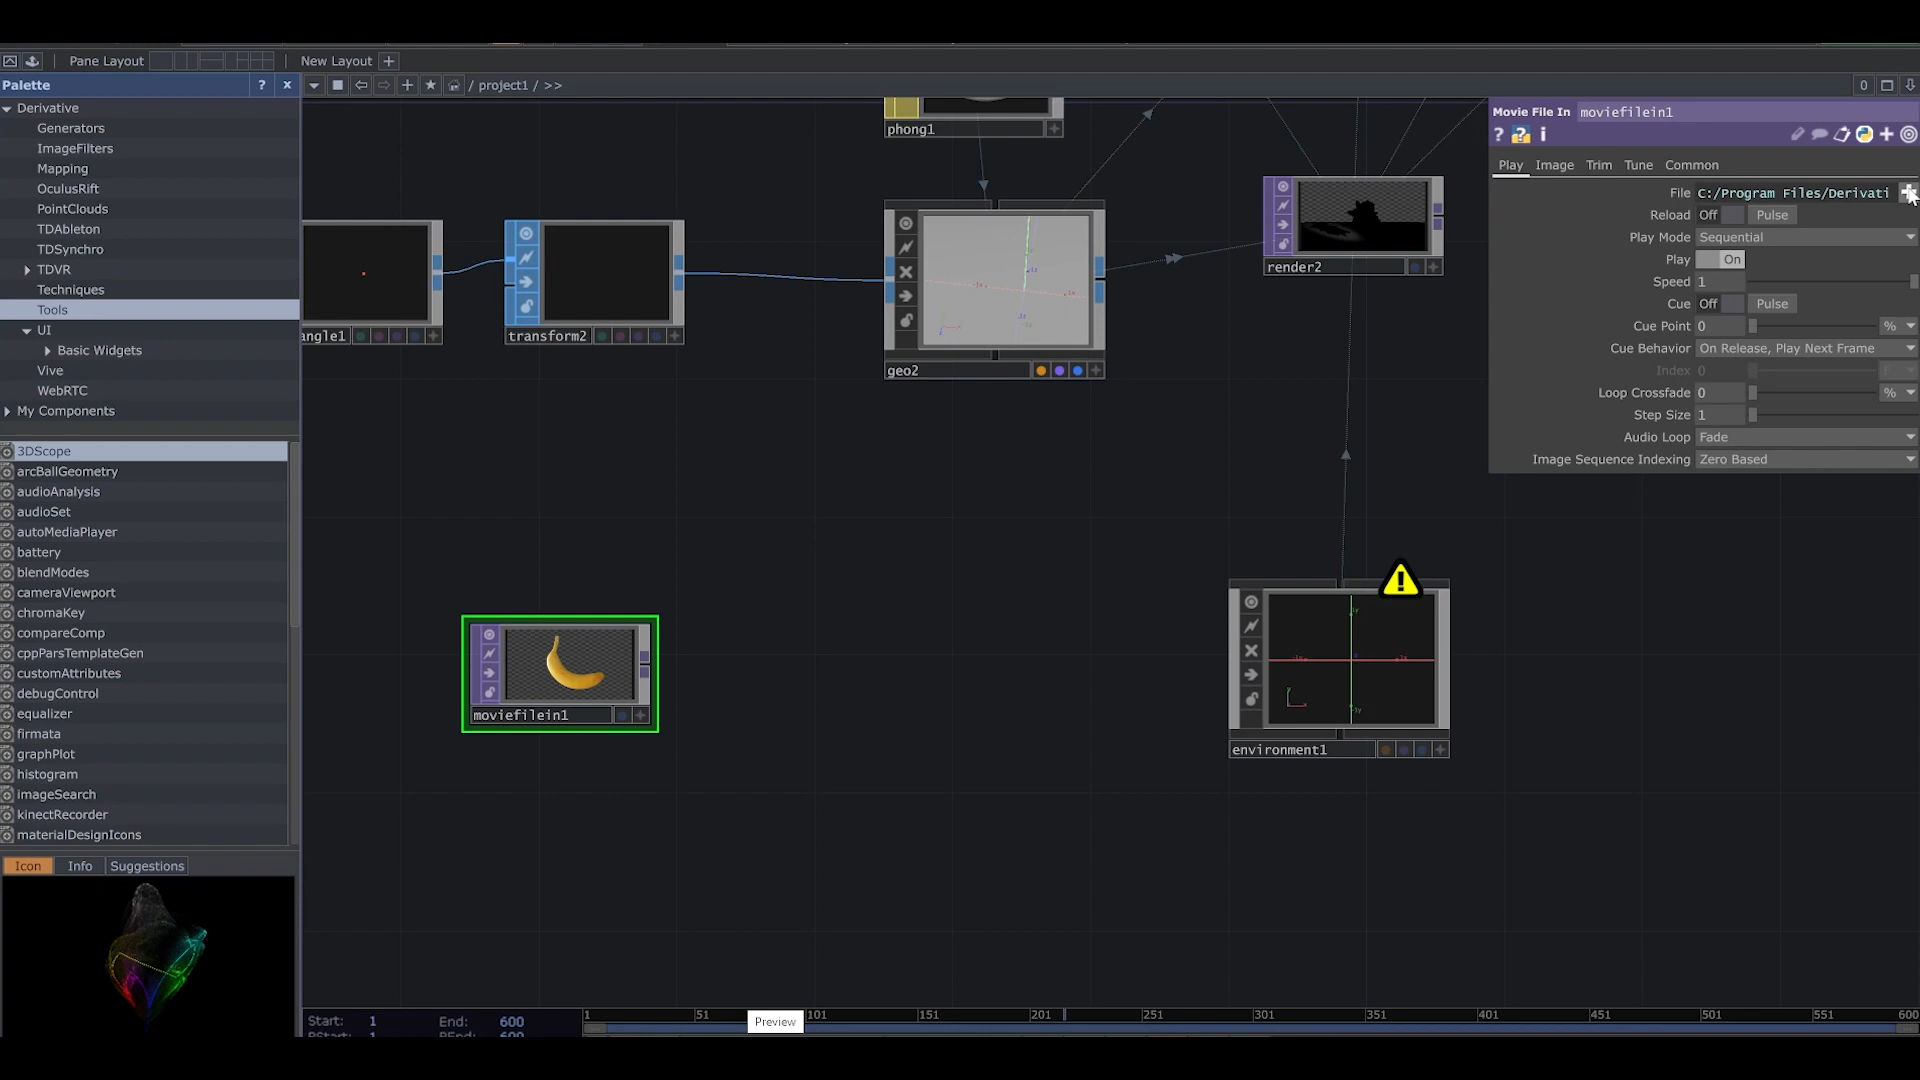 Pane Layout
New Layout +
Palette ? x
/ project1 / >>
0
Derivative
Generators
ImageFilters
Mapping
OculusRift
PointClouds
TDAbleton
TDSynchro
TDVR
Techniques
Tools
UI
Basic Widgets
Vive
WebRTC
My Components
3DScope
arcBallGeometry
audioAnalysis
audioSet
autoMediaPlayer
battery
blendModes
cameraViewport
chromaKey
compareComp
cppParsTemplateGen
customAttributes
debugControl
equalizer
firmata
graphPlot
histogram
imageSearch
kinectRecorder
materialDesignIcons
Icon Info Suggestions
phong1
angle1
transform2
geo2
render2
moviefilein1
environment1
Movie File In moviefilein1
? ? i
Play Image Trim Tune Common
File C:/Program Files/Derivati
Reload Off Pulse
Play Mode Sequential
Play On
Speed 1
Cue Off Pulse
Cue Point 0 %
Cue Behavior On Release, Play Next Frame
Index 0
Loop Crossfade 0 %
Step Size 1
Audio Loop Fade
Image Sequence Indexing Zero Based
Start: 1 End: 600
1 51 101 151 201 251 301 351 401 451 501 551 600
Preview